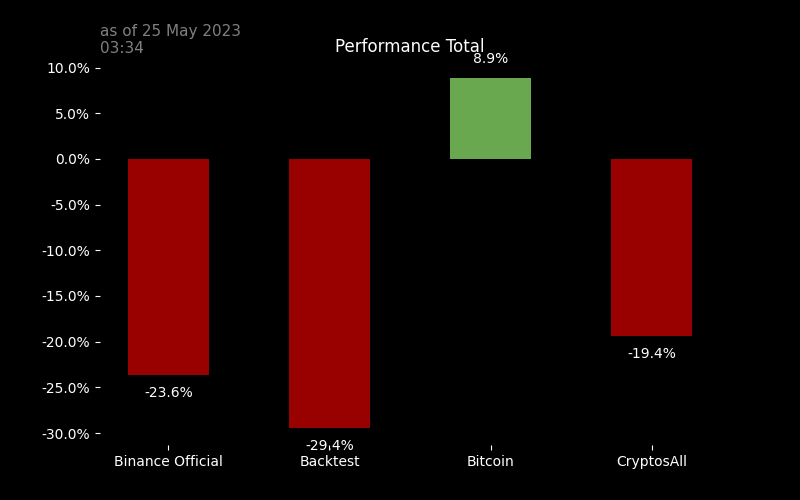 as of 25 May 2023
03:34
Performance Total
8.9%
10.0%
5.0%
0.0%
-5.0%
-10.0%
-15.0%
-20.0%
-19.4%
-25.0%
-23.6%
-30.0%
-29.4%
Binance Official
Backtest
Bitcoin
CryptosAll